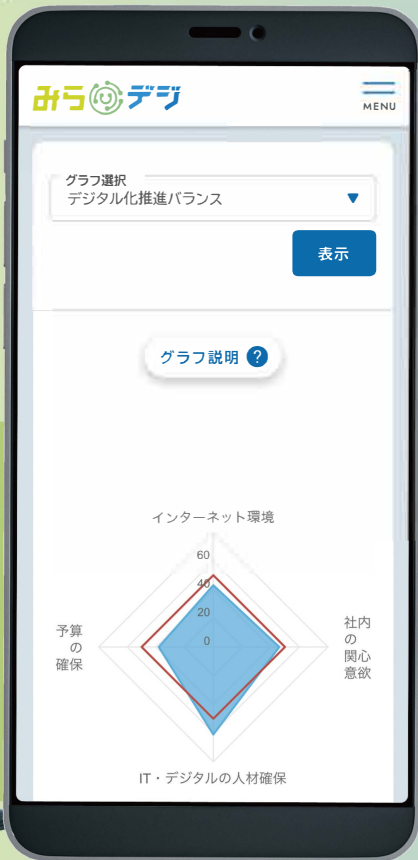 みらデジ
MENU
グラフ選択
デジタル化推進バランス
表示
グラフ説明 ?
インターネット環境
60
40
20
0
予算
の
確保
社内
の
関心
意欲
IT・デジタルの人材確保